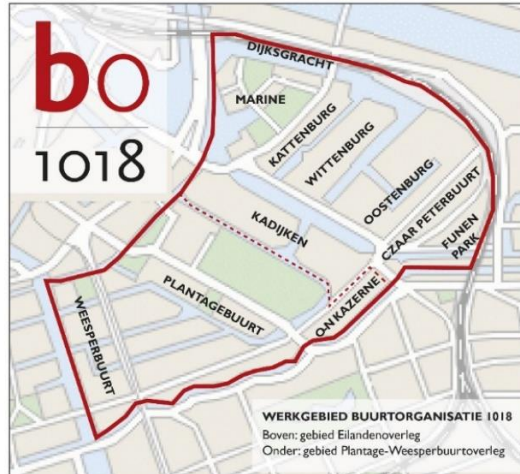 bo
1018
DIJKSGRACHT
MARINE
KATTENBURG
WITTENBURG
OOSTENBURG
CZAAR PETERBUURT
FUNEN
PARK
KADIJKEN
PLANTAGEBUURT
O-N KAZERNE
WEESPERBUURT
WERKGEBIED BUURTORGANISATIE 1018
Boven: gebied Eilandenoverleg
Onder: gebied Plantage-Weesperbuurtoverleg